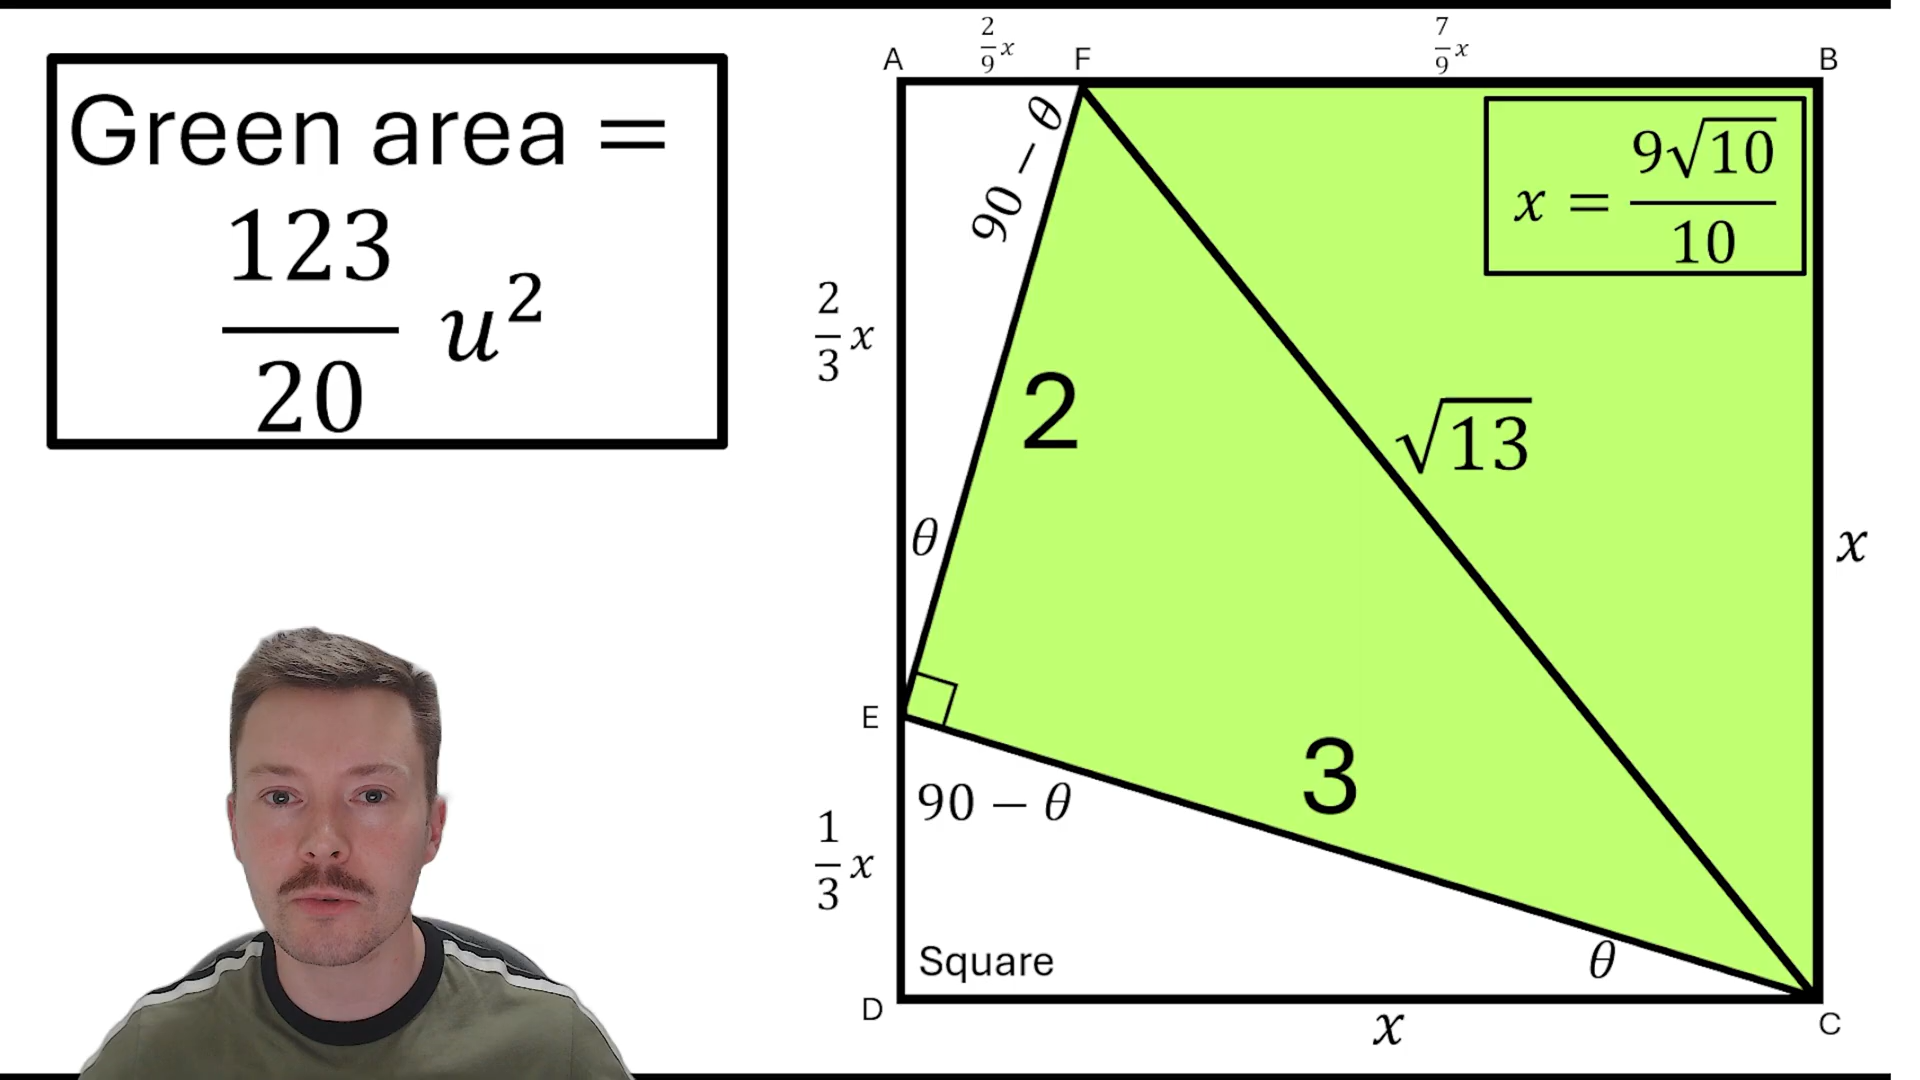 Green area =
123/20 u²
A
2/9 x
F
7/9 x
B
90 − θ
x = 9√10/10
2/3 x
2
√13
θ
x
E
90 − θ
3
1/3 x
Square
θ
D
x
C